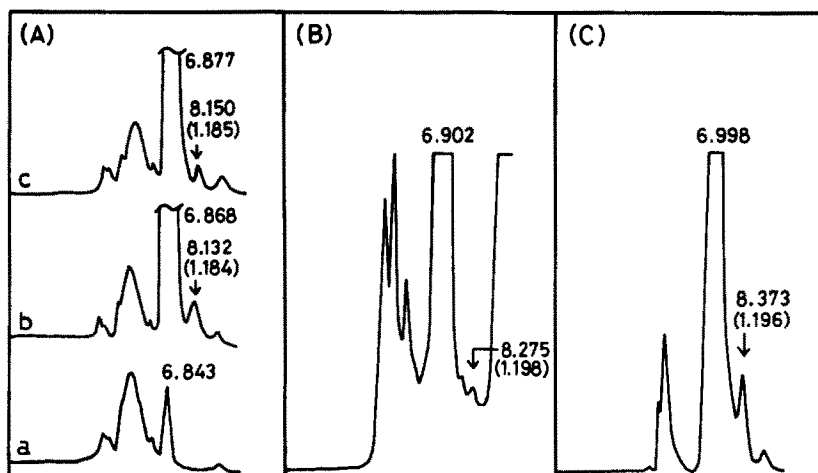 (A)
6.877
8.150
(1.185)
c
6.868
8.132
(1.184)
b
6.843
a
(B)
6.902
8.275
(1.198)
(C)
6.998
8.373
(1.196)